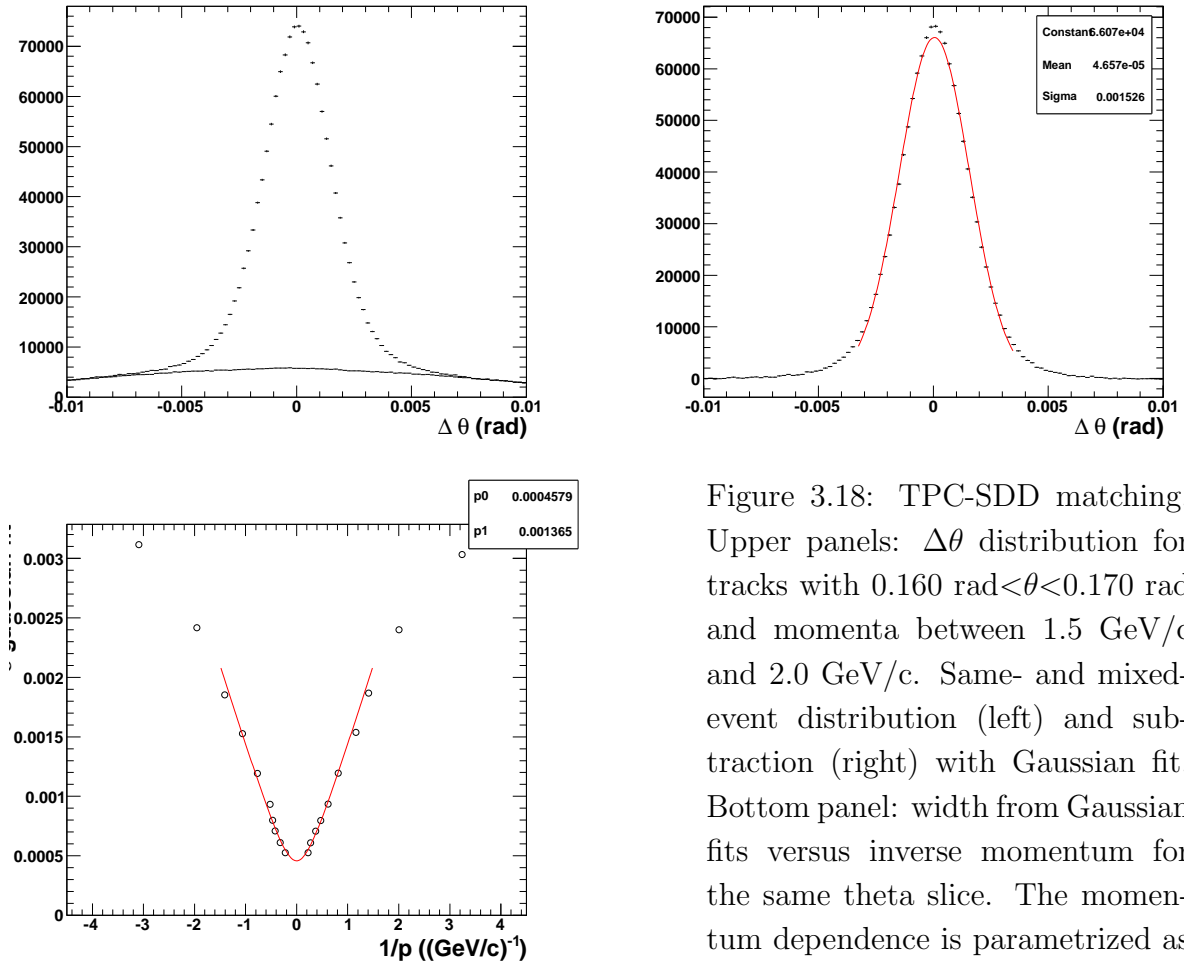 70000
60000
50000
40000
30000
20000
10000
0
-0.01 -0.005 0 0.005 0.01
Δ θ (rad)
70000
60000
50000
40000
30000
20000
10000
0
-0.01 -0.005 0 0.005 0.01
Δ θ (rad)
Constant 6.607e+04
Mean 4.657e-05
Sigma 0.001526
p0 0.0004579
p1 0.001365
0.003
0.0025
0.002
0.0015
0.001
0.0005
0
-4 -3 -2 -1 0 1 2 3 4
1/p ((GeV/c)⁻¹)
Figure 3.18: TPC-SDD matching
Upper panels: Δθ distribution for
tracks with 0.160 rad<θ<0.170 rad
and momenta between 1.5 GeV/c
and 2.0 GeV/c. Same- and mixed-
event distribution (left) and sub-
traction (right) with Gaussian fit.
Bottom panel: width from Gaussian
fits versus inverse momentum for
the same theta slice. The momen-
tum dependence is parametrized as